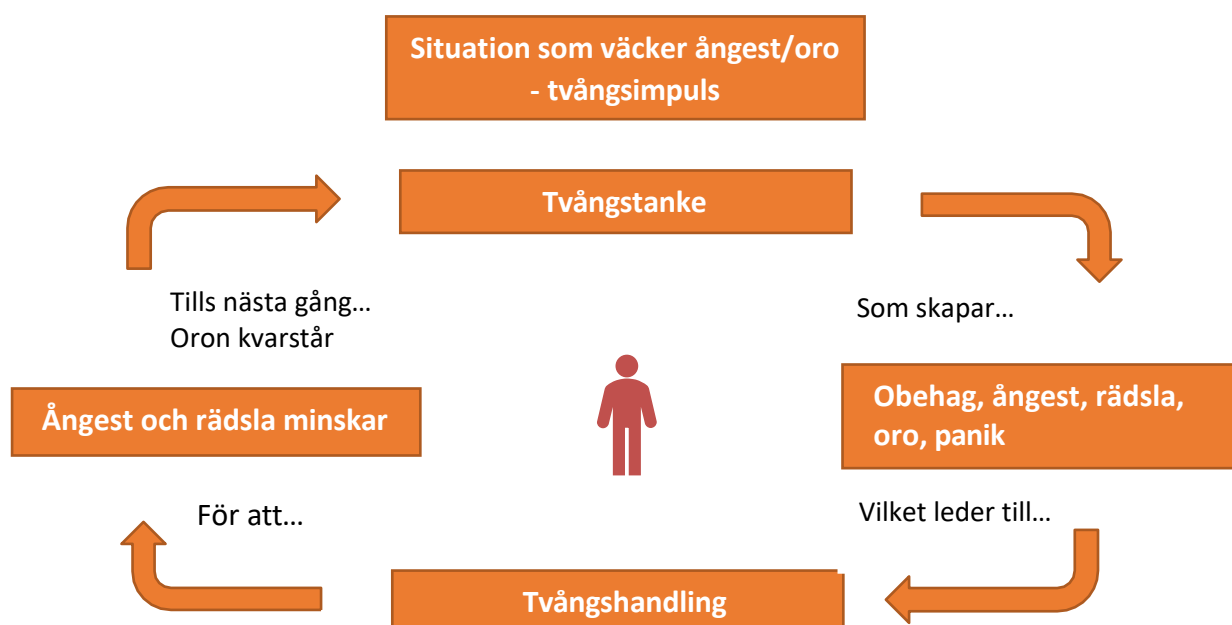 Situation som väcker ångest/oro
- tvångsimpuls
Tvångstanke
Tills nästa gång...
Oron kvarstår
Som skapar...
Ångest och rädsla minskar
Obehag, ångest, rädsla,
oro, panik
För att...
Vilket leder till...
Tvångshandling